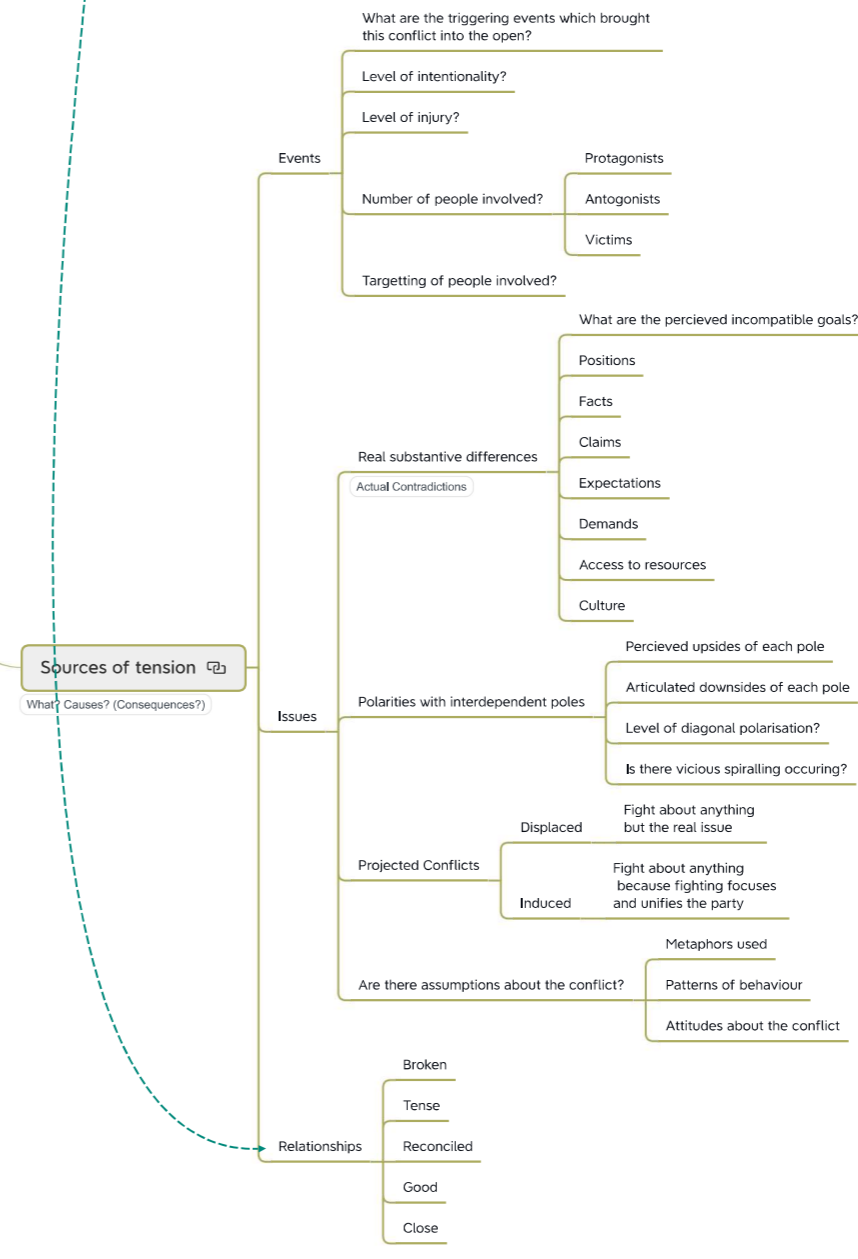 What are the triggering events which brought
this conflict into the open?
Level of intentionality?
Level of injury?
Events
Protagonists
Number of people involved?
Antogonists
Victims
Targetting of people involved?
What are the percieved incompatible goals?
Positions
Facts
Claims
Real substantive differences
Actual Contradictions
Expectations
Demands
Access to resources
Culture
Sources of tension
What? Causes? (Consequences?)
Issues
Percieved upsides of each pole
Articulated downsides of each pole
Polarities with interdependent poles
Level of diagonal polarisation?
Is there vicious spiralling occuring?
Projected Conflicts
Displaced
Fight about anything
but the real issue
Induced
Fight about anything
because fighting focuses
and unifies the party
Are there assumptions about the conflict?
Metaphors used
Patterns of behaviour
Attitudes about the conflict
Relationships
Broken
Tense
Reconciled
Good
Close